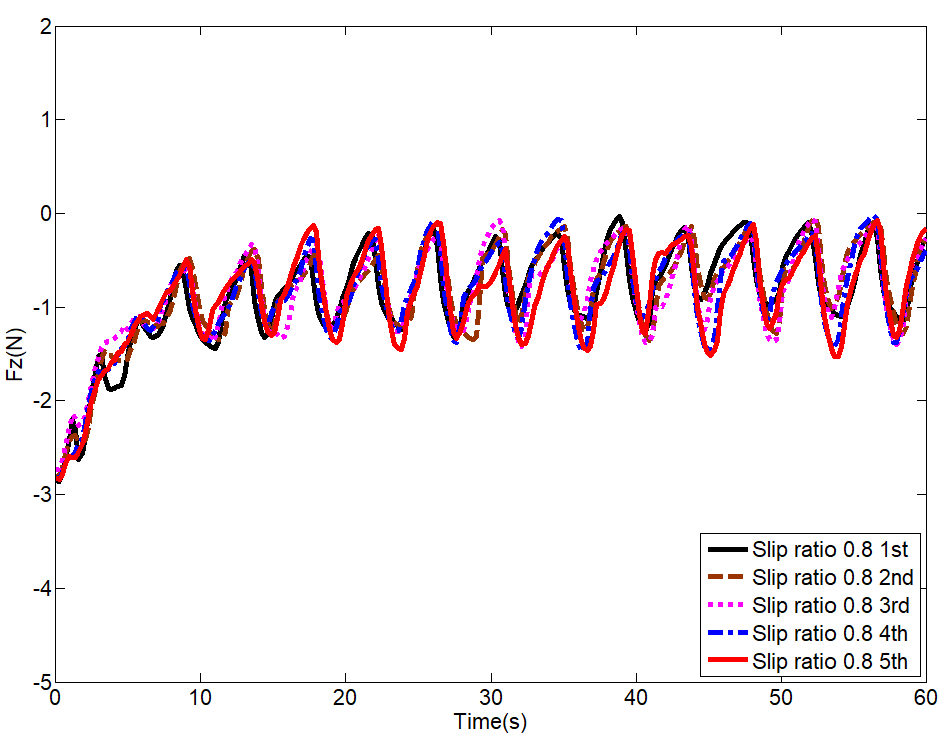 2
1
0
-1
-2
-3
-4
-5
Fz(N)
0 10 20 30 40 50 60
Time(s)
Slip ratio 0.8 1st
Slip ratio 0.8 2nd
Slip ratio 0.8 3rd
Slip ratio 0.8 4th
Slip ratio 0.8 5th